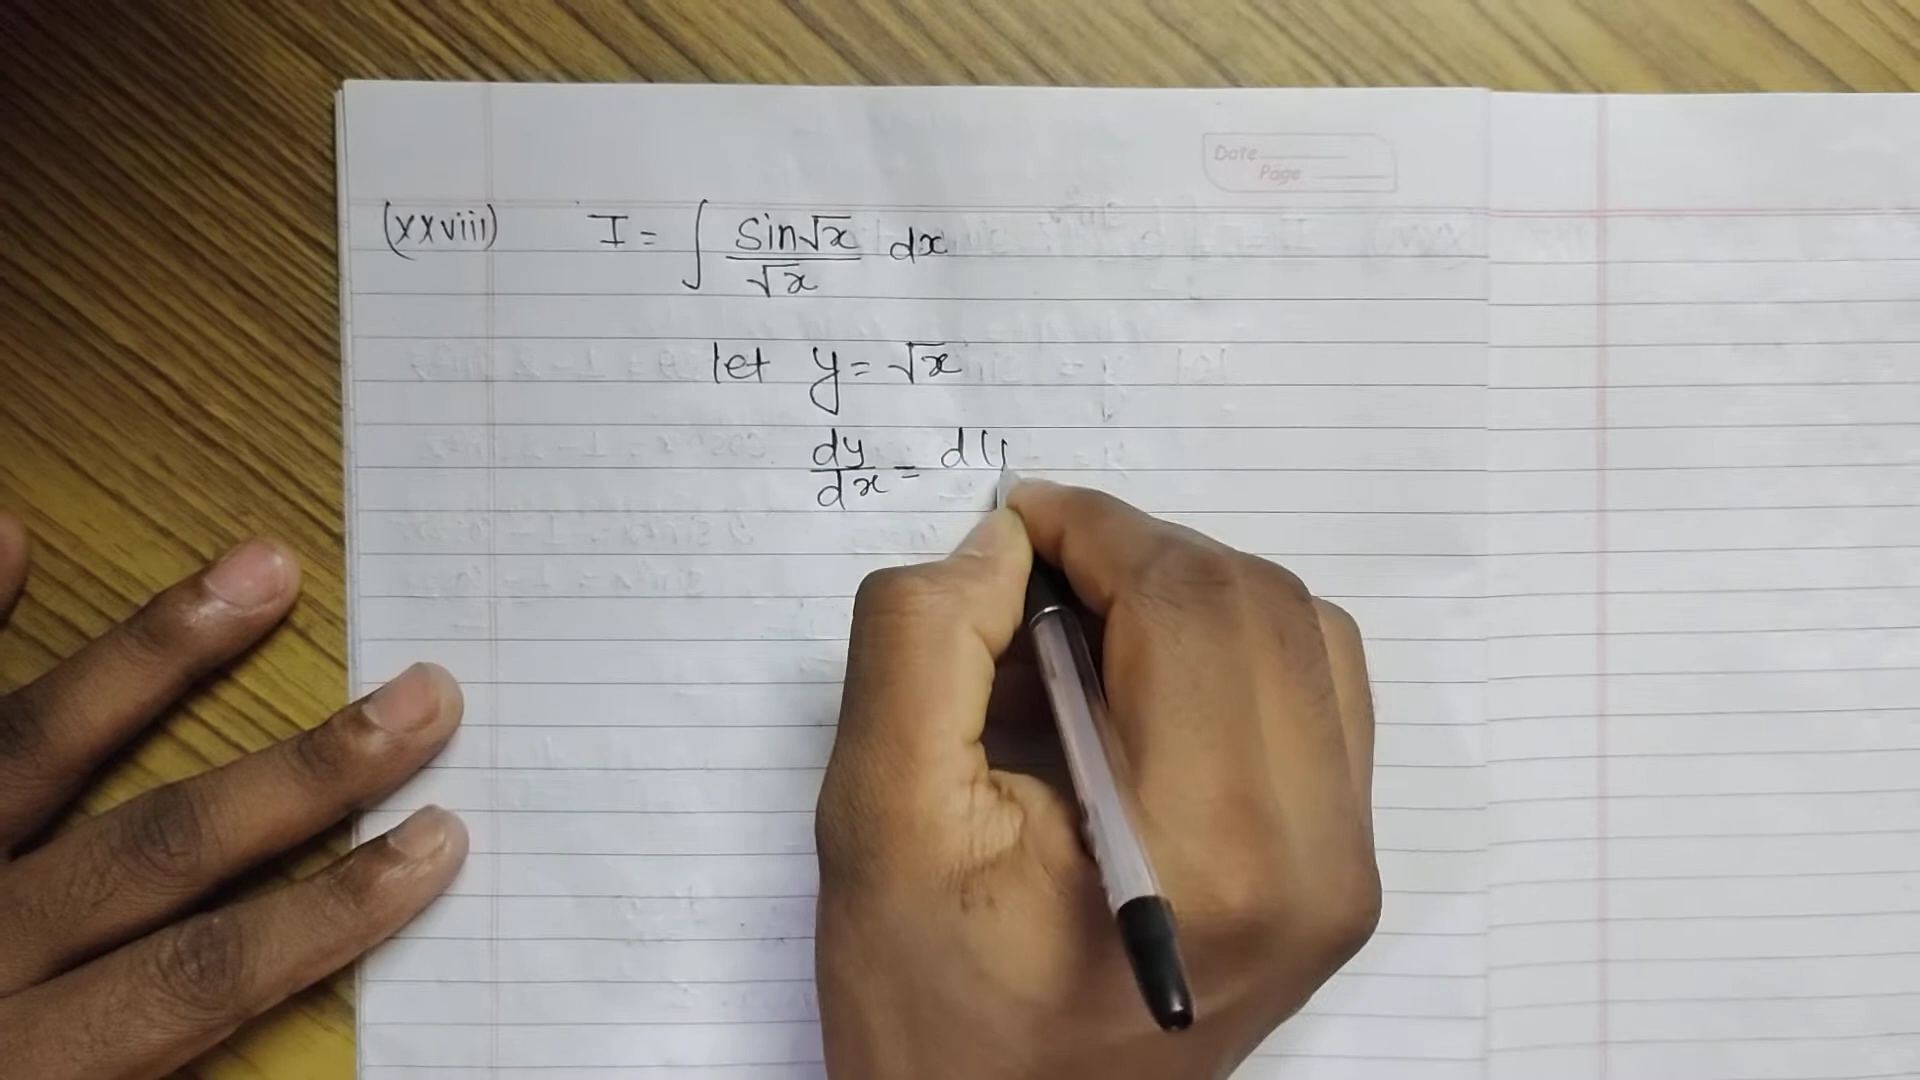 Date
Page
(xxviii) I = ∫ sin√x / √x dx
let y = √x
dy/dx = d(